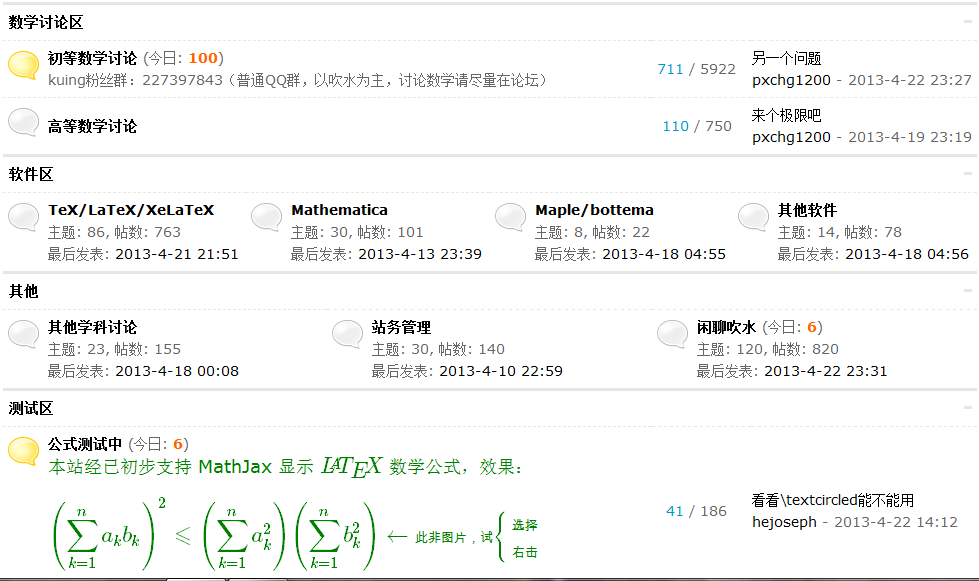 数学讨论区
初等数学讨论 (今日: 100)
kuing粉丝群：227397843（普通QQ群，以吹水为主，讨论数学请尽量在论坛）
711 / 5922
另一个问题
pxchg1200 - 2013-4-22 23:27
高等数学讨论
110 / 750
来个极限吧
pxchg1200 - 2013-4-19 23:19
软件区
TeX/LaTeX/XeLaTeX
主题: 86, 帖数: 763
最后发表: 2013-4-21 21:51
Mathematica
主题: 30, 帖数: 101
最后发表: 2013-4-13 23:39
Maple/bottema
主题: 8, 帖数: 22
最后发表: 2013-4-18 04:55
其他软件
主题: 14, 帖数: 78
最后发表: 2013-4-18 04:56
其他
其他学科讨论
主题: 23, 帖数: 155
最后发表: 2013-4-18 00:08
站务管理
主题: 30, 帖数: 140
最后发表: 2013-4-10 22:59
闲聊吹水 (今日: 6)
主题: 120, 帖数: 820
最后发表: 2013-4-22 23:31
测试区
公式测试中 (今日: 6)
本站经已初步支持 MathJax 显示 LATEX 数学公式，效果：
(∑_{k=1}^{n} a_k b_k)^2 ⩽ (∑_{k=1}^{n} a_k^2)(∑_{k=1}^{n} b_k^2) ← 此非图片，试{ 选择
右击
41 / 186
看看\textcircled能不能用
hejoseph - 2013-4-22 14:12